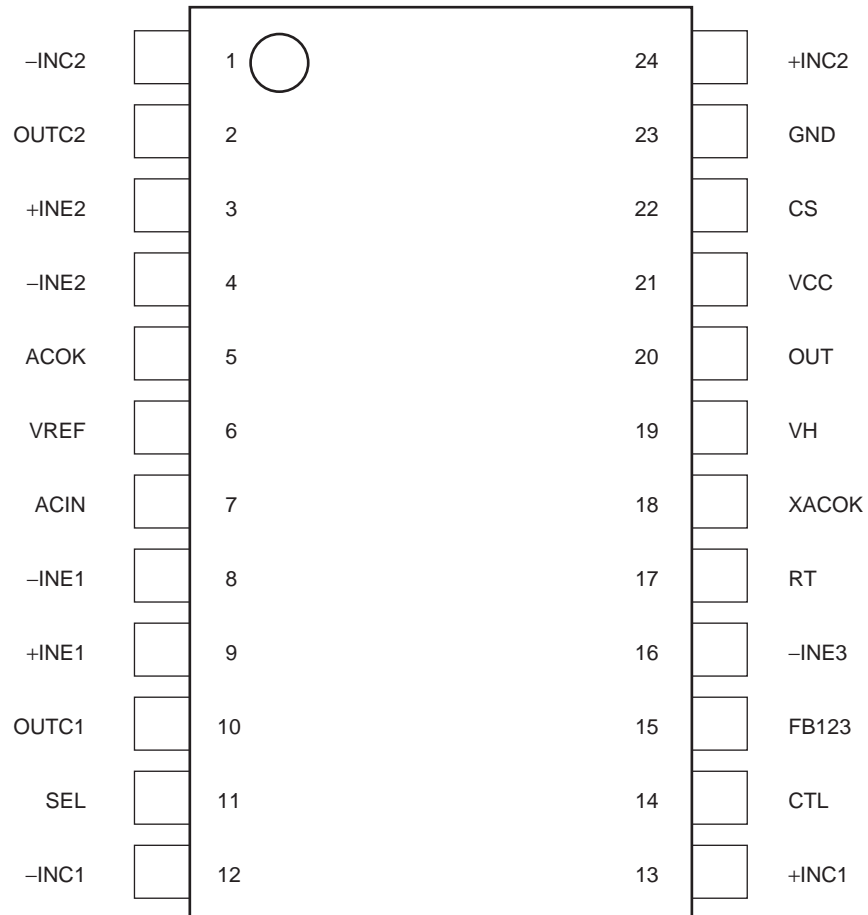 −INC2 1 24 +INC2
OUTC2 2 23 GND
+INE2 3 22 CS
−INE2 4 21 VCC
ACOK 5 20 OUT
VREF 6 19 VH
ACIN 7 18 XACOK
−INE1 8 17 RT
+INE1 9 16 −INE3
OUTC1 10 15 FB123
SEL 11 14 CTL
−INC1 12 13 +INC1